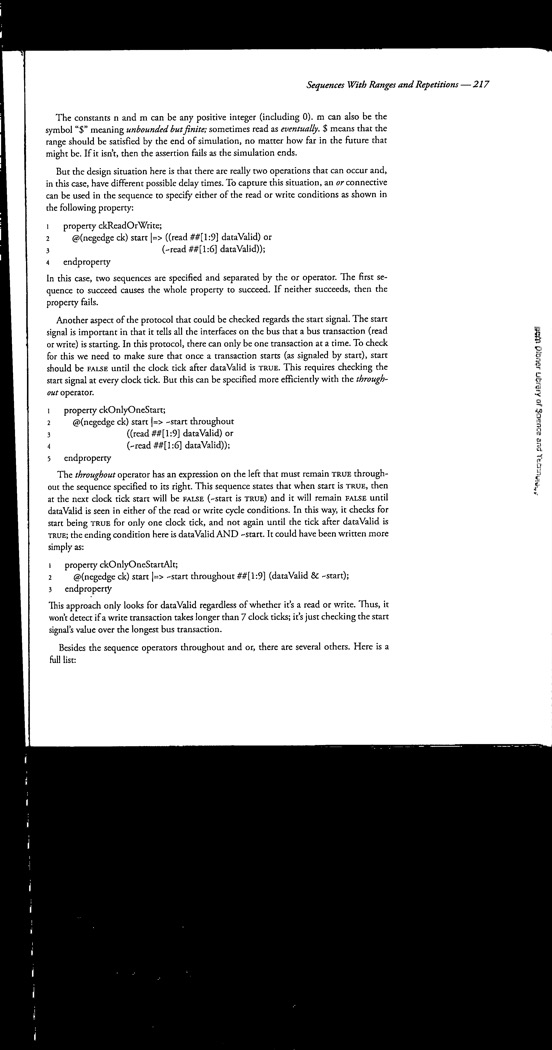 Sequences With Ranges and Repetitions — 217
The constants n and m can be any positive integer (including 0). m can also be the
symbol "$" meaning unbounded but finite; sometimes read as eventually. $ means that the
range should be satisfied by the end of simulation, no matter how far in the future that
might be. If it isn't, then the assertion fails as the simulation ends.
But the design situation here is that there are really two operations that can occur and,
in this case, have different possible delay times. To capture this situation, an or connective
can be used in the sequence to specify either of the read or write conditions as shown in
the following property:
1 property ckReadOrWrite;
2 @(negedge ck) start |=> ((read ##[1:9] dataValid) or
3 (~read ##[1:6] dataValid));
4 endproperty
In this case, two sequences are specified and separated by the or operator. The first se-
quence to succeed causes the whole property to succeed. If neither succeeds, then the
property fails.
Another aspect of the protocol that could be checked regards the start signal. The start
signal is important in that it tells all the interfaces on the bus that a bus transaction (read
or write) is starting. In this protocol, there can only be one transaction at a time. To check
for this we need to make sure that once a transaction starts (as signaled by start), start
should be FALSE until the clock tick after dataValid is TRUE. This requires checking the
start signal at every clock tick. But this can be specified more efficiently with the through-
out operator.
1 property ckOnlyOneStart;
2 @(negedge ck) start |=> ~start throughout
3 ((read ##[1:9] dataValid) or
4 (~read ##[1:6] dataValid));
5 endproperty
The throughout operator has an expression on the left that must remain TRUE through-
out the sequence specified to its right. This sequence states that when start is TRUE, then
at the next clock tick start will be FALSE (~start is TRUE) and it will remain FALSE until
dataValid is seen in either of the read or write cycle conditions. In this way, it checks for
start being TRUE for only one clock tick, and not again until the tick after dataValid is
TRUE; the ending condition here is dataValid AND ~start. It could have been written more
simply as:
1 property ckOnlyOneStartAlt;
2 @(negedge ck) start |=> ~start throughout ##[1:9] (dataValid & ~start);
3 endproperty
This approach only looks for dataValid regardless of whether it's a read or write. Thus, it
won't detect if a write transaction takes longer than 7 clock ticks; it's just checking the start
signal's value over the longest bus transaction.
Besides the sequence operators throughout and or, there are several others. Here is a
full list:
Library of Science and